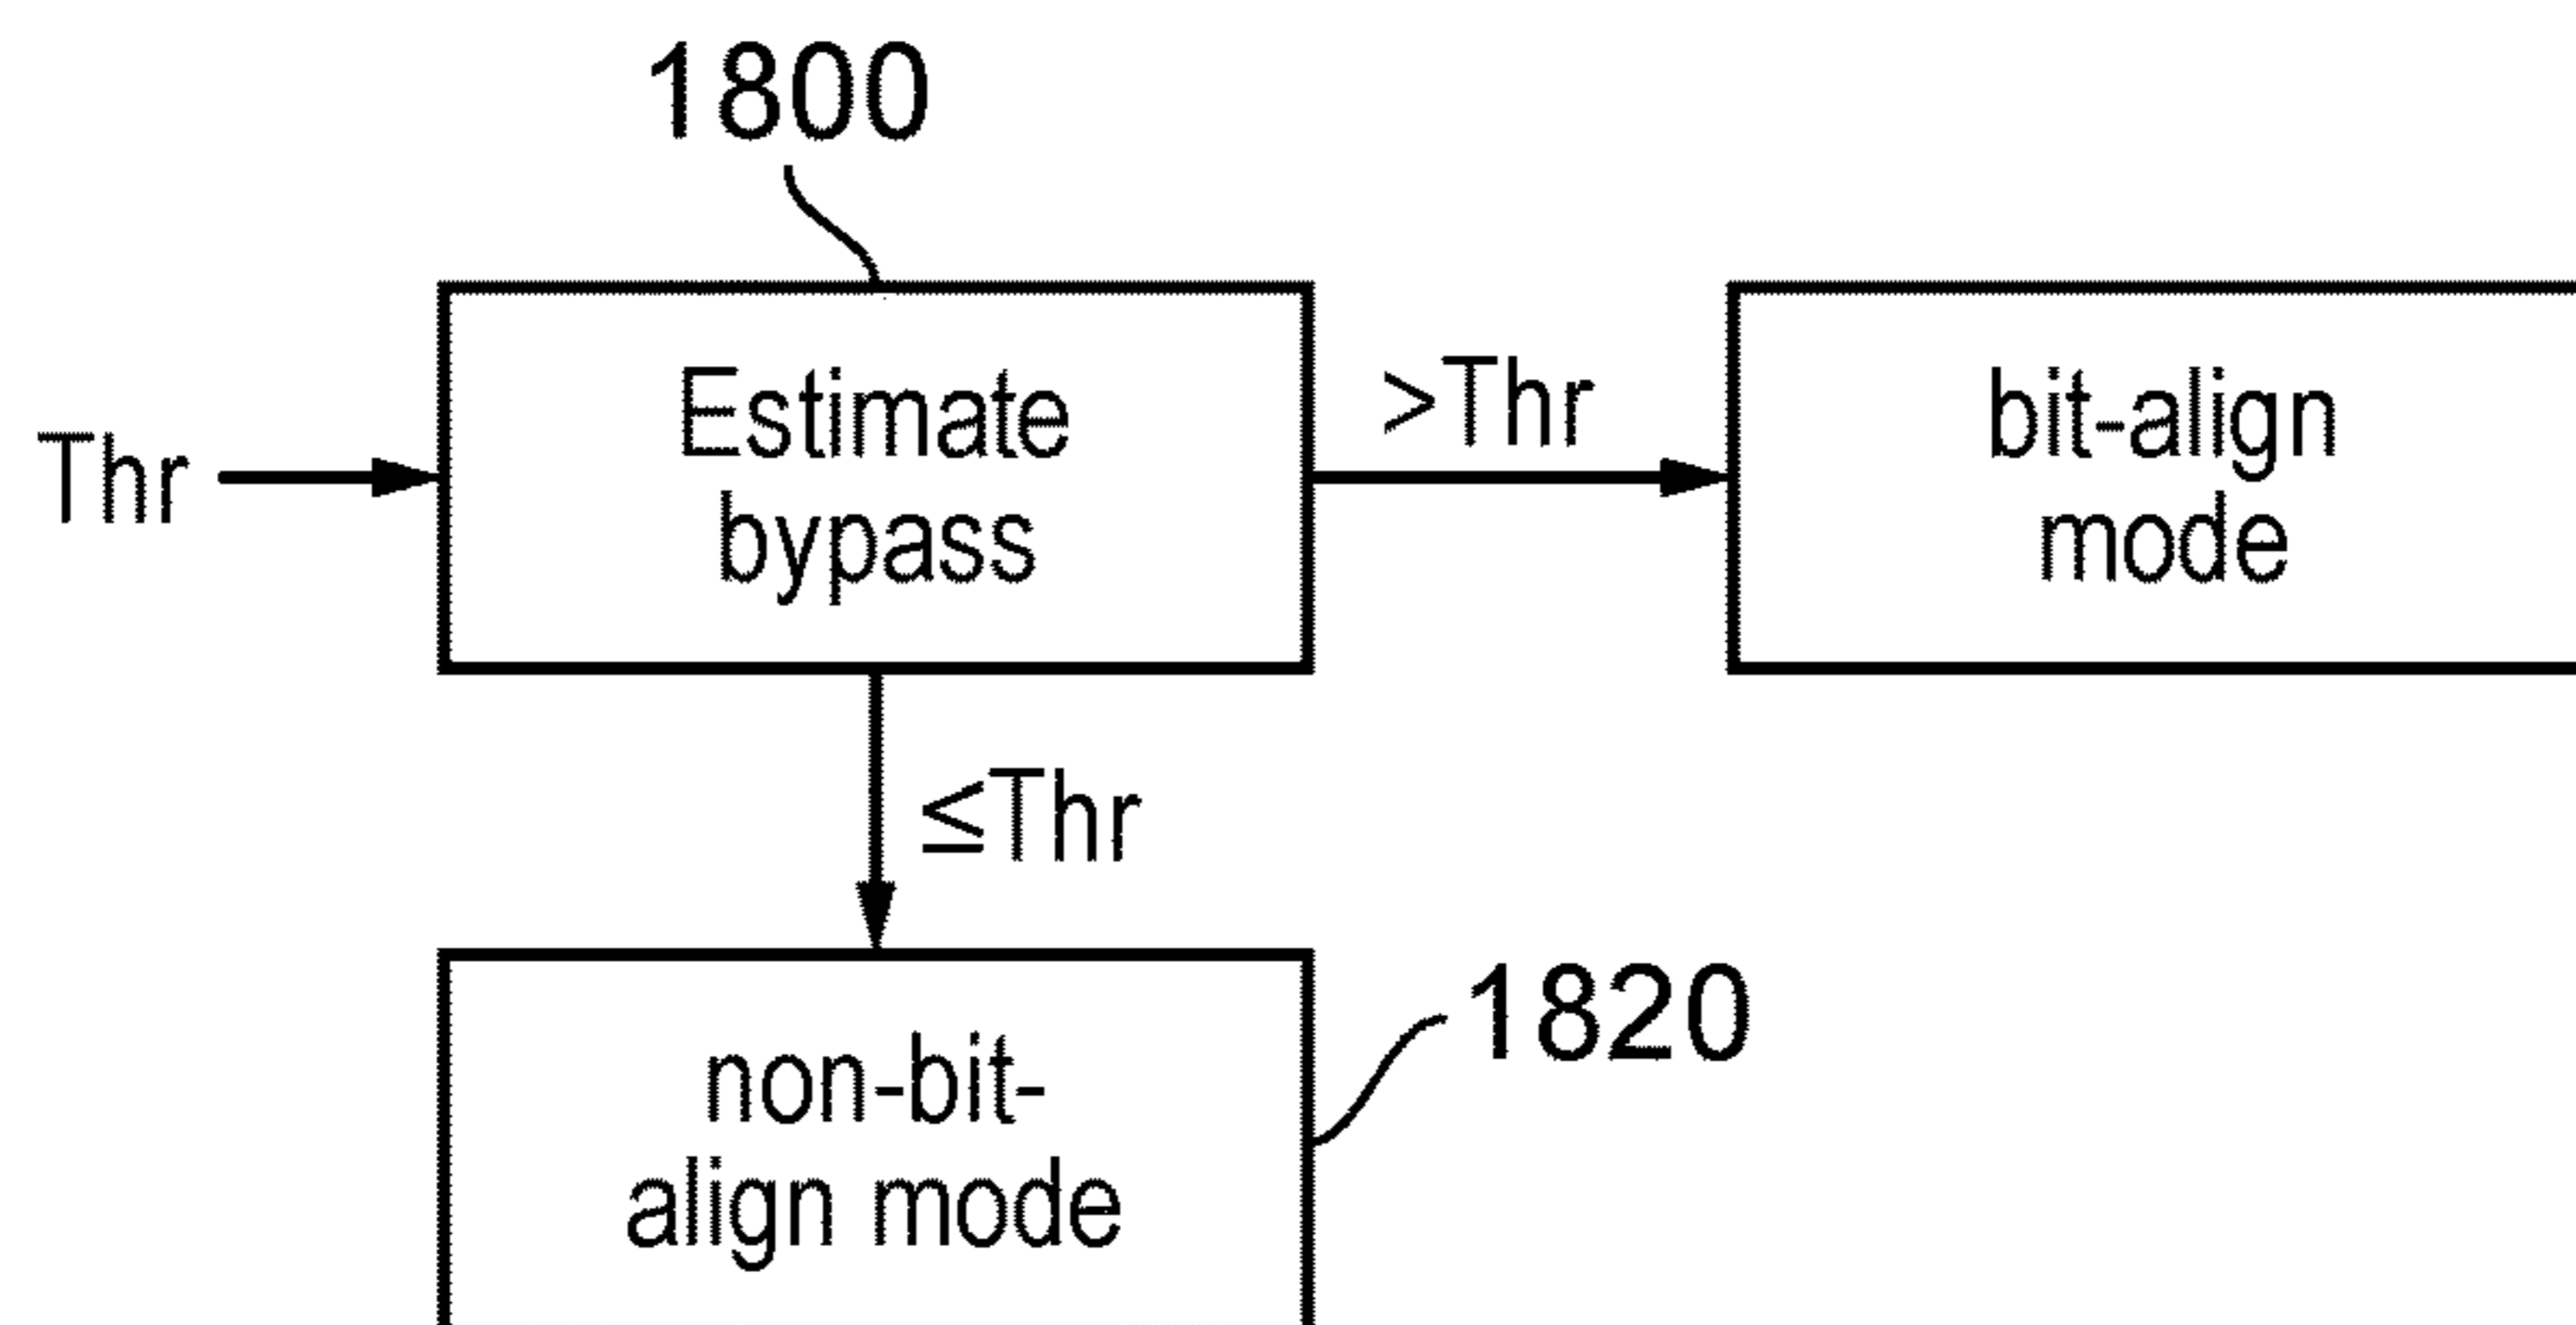 1800
Thr
Estimate
bypass
>Thr
bit-align
mode
≤Thr
non-bit-
align mode
1820